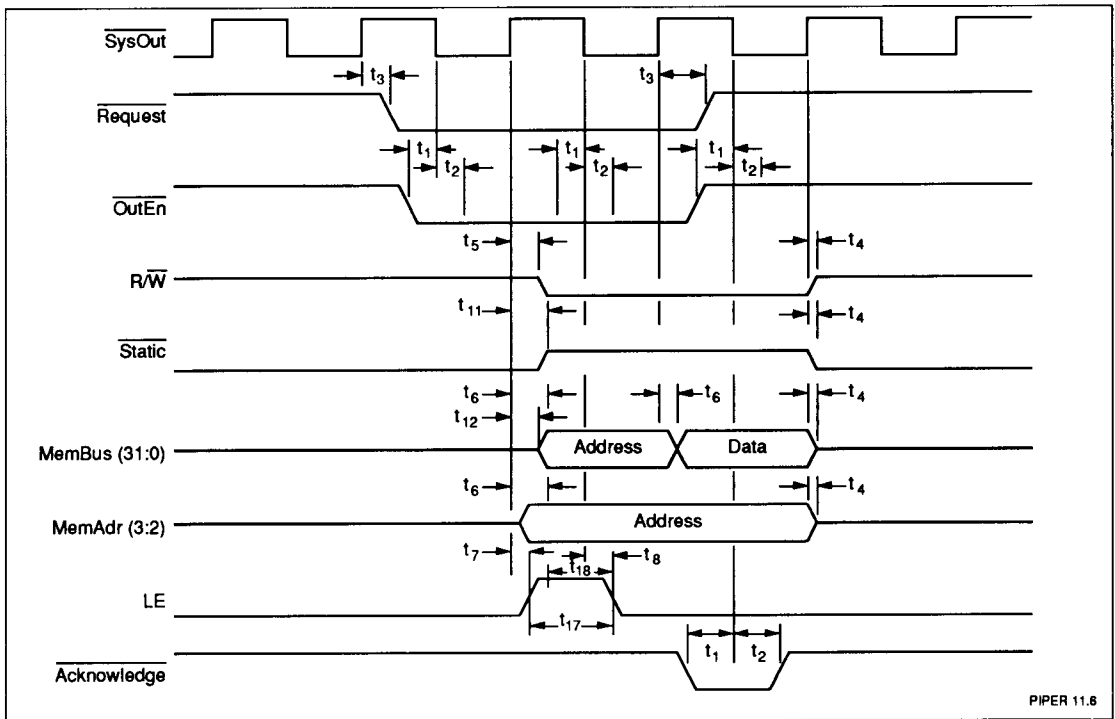 SysOut
t3 t3
Request
t1 t1 t1
t2 t2 t2
OutEn
t5 t4
R/W
t11 t4
Static
t6 t6 t4
t12
MemBus (31:0) Address Data
t6 t4
MemAdr (3:2) Address
t7 t8
t18
LE
t17
t1 t2
Acknowledge
PIPER 11.6